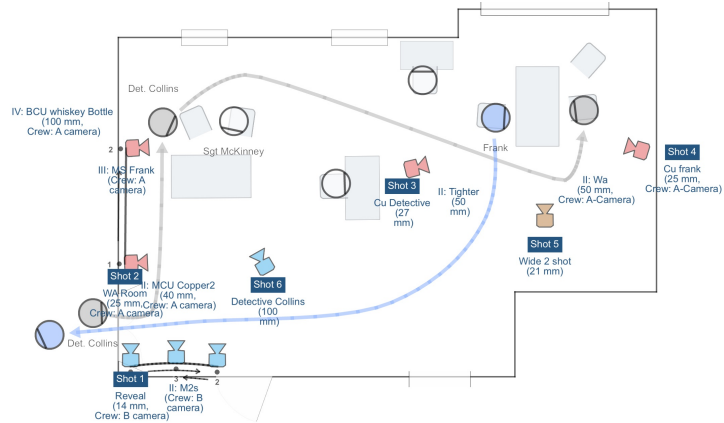 Det. Collins
IV: BCU whiskey Bottle
(100 mm,
Crew: A camera)
2
III: MS Frank
(Crew: A
camera)
Sgt McKinney
Frank
Shot 4
Cu frank
(25 mm,
Crew: A-Camera)
Shot 3
Cu Detective
(27
mm)
II: Tighter
(50
mm)
II: Wa
(50 mm,
Crew: A-Camera)
Shot 5
Wide 2 shot
(21 mm)
1
Shot 2
WA Room
(25 mm,
Crew: A camera)
II: MCU Copper2
(40 mm,
Crew: A camera)
Shot 6
Detective Collins
(100
mm)
Det. Collins
Shot 1
Reveal
(14 mm,
Crew: B camera)
3
2
II: M2s
(Crew: B
camera)